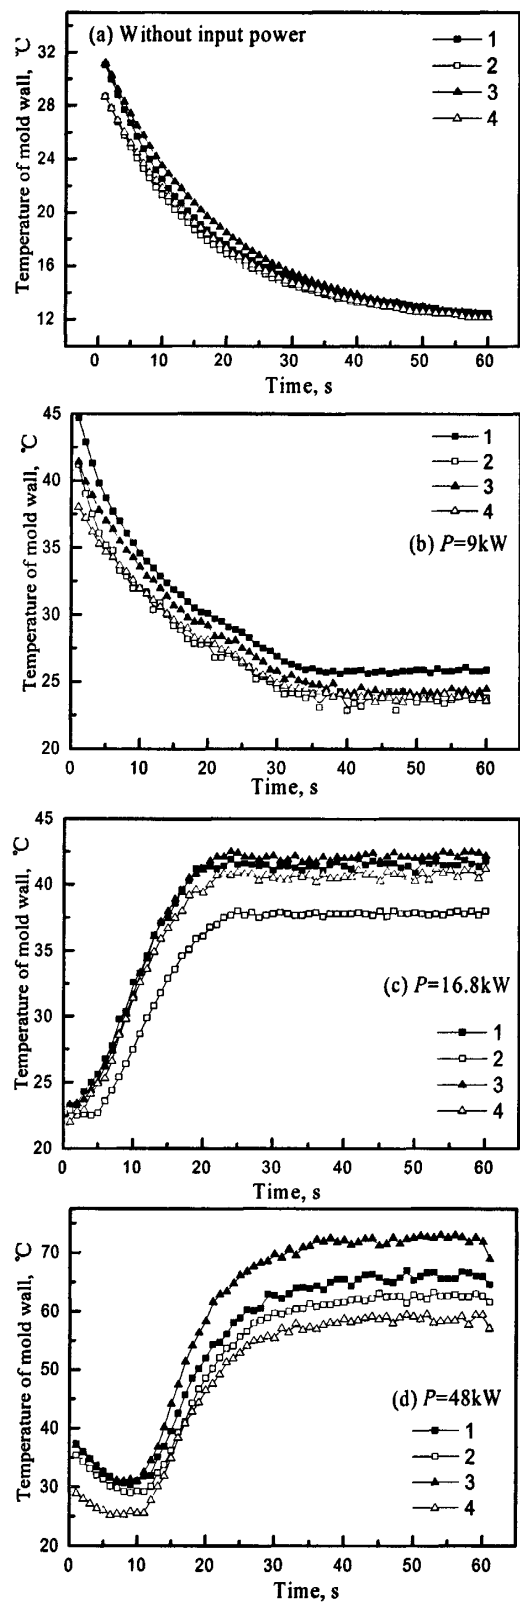 (a) Without input power
Temperature of mold wall, ℃
32
28
24
20
16
12
1
2
3
4
0 10 20 30 40 50 60
Time, s
Temperature of mold wall, ℃
45
40
35
30
25
20
1
2
3
4
(b) P=9kW
0 10 20 30 40 50 60
Time, s
Temperature of mold wall, ℃
45
40
35
30
25
20
(c) P=16.8kW
1
2
3
4
0 10 20 30 40 50 60
Time, s
Temperature of mold wall, ℃
70
60
50
40
30
20
(d) P=48kW
1
2
3
4
0 10 20 30 40 50 60
Time, s